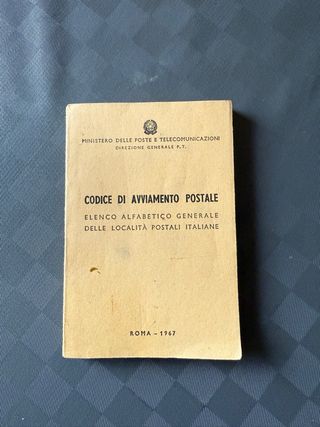 MINISTERO DELLE POSTE E TELECOMUNICAZIONI
DIREZIONE GENERALE P.T.
CODICE DI AVVIAMENTO POSTALE
ELENCO ALFABETICO GENERALE
DELLE LOCALITÀ POSTALI ITALIANE
ROMA - 1967